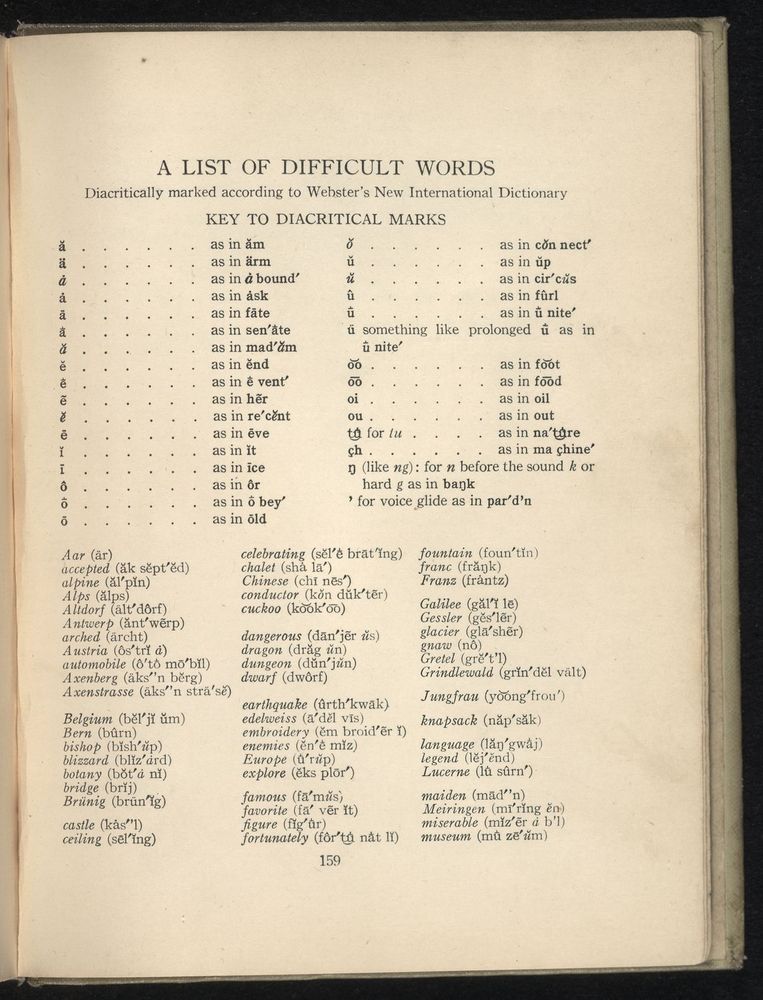 A LIST OF DIFFICULT WORDS
Diacritically marked according to Webster's New International Dictionary
KEY TO DIACRITICAL MARKS
ă . . . . . . as in ăm
ä . . . . . . as in ärm
ȧ . . . . . . as in ȧ bound′
ȧ . . . . . . as in ȧsk
ā . . . . . . as in fāte
â . . . . . . as in sen′âte
ă . . . . . . as in mad′ăm
ĕ . . . . . . as in ĕnd
ê . . . . . . as in ê vent′
ẽ . . . . . . as in hẽr
ĕ . . . . . . as in re′cĕnt
ē . . . . . . as in ēve
ĭ . . . . . . as in ĭt
ī . . . . . . as in īce
ô . . . . . . as in ôr
ô . . . . . . as in ô bey′
ō . . . . . . as in ōld
ŏ . . . . . . as in cŏn nect′
ŭ . . . . . . as in ŭp
ŭ . . . . . . as in cir′cŭs
û . . . . . . as in fûrl
û . . . . . . as in û nite′
ü something like prolonged û as in
û nite′
o͝o . . . . . . as in fo͝ot
o͞o . . . . . . as in fo͞od
oi . . . . . . as in oil
ou . . . . . . as in out
tû for tu . . . . as in na′tûre
çh . . . . . . as in ma çhine′
ŋ (like ng): for n before the sound k or
hard g as in baŋk
’ for voice glide as in par′d’n
Aar (är)
accepted (ăk sĕpt′ĕd)
alpine (ăl′pĭn)
Alps (ălps)
Altdorf (ält′dôrf)
Antwerp (ănt′wẽrp)
arched (ärcht)
Austria (ôs′trĭ ȧ)
automobile (ô′tô mō′bĭl)
Axenberg (äks’′n bĕrg)
Axenstrasse (äks’′n strä′sĕ)
Belgium (bĕl′jĭ ŭm)
Bern (bûrn)
bishop (bĭsh′ŭp)
blizzard (blĭz′ȧrd)
botany (bŏt′ȧ nĭ)
bridge (brĭj)
Brünig (brün′ĭg)
castle (kȧs’′l)
ceiling (sēl′ĭng)
celebrating (sĕl′ê brāt′ĭng)
chalet (shȧ lā′)
Chinese (chī nēs′)
conductor (kŏn dŭk′tẽr)
cuckoo (ko͝ok′o͞o)
dangerous (dān′jẽr ŭs)
dragon (drăg ŭn)
dungeon (dŭn′jŭn)
dwarf (dwôrf)
earthquake (ûrth′kwāk)
edelweiss (ā′dĕl vīs)
embroidery (ĕm broid′ẽr ĭ)
enemies (ĕn′ê mĭz)
Europe (û′rŭp)
explore (ĕks plōr′)
famous (fā′mŭs)
favorite (fā′ vẽr ĭt)
figure (fĭg′ûr)
fortunately (fôr′tû nât lĭ)
fountain (foun′tĭn)
franc (frăŋk)
Franz (fräntz)
Galilee (găl′ĭ lē)
Gessler (gĕs′lẽr)
glacier (glā′shẽr)
gnaw (nô)
Gretel (grĕ′t’l)
Grindlewald (grĭn′dĕl vält)
Jungfrau (yo͝ong′frou′)
knapsack (năp′săk)
language (lăŋ′gwâj)
legend (lĕj′ĕnd)
Lucerne (lû sûrn′)
maiden (mād’′n)
Meiringen (mī′rĭng ĕn)
miserable (mĭz′ẽr ȧ b’l)
museum (mû zē′ŭm)
159